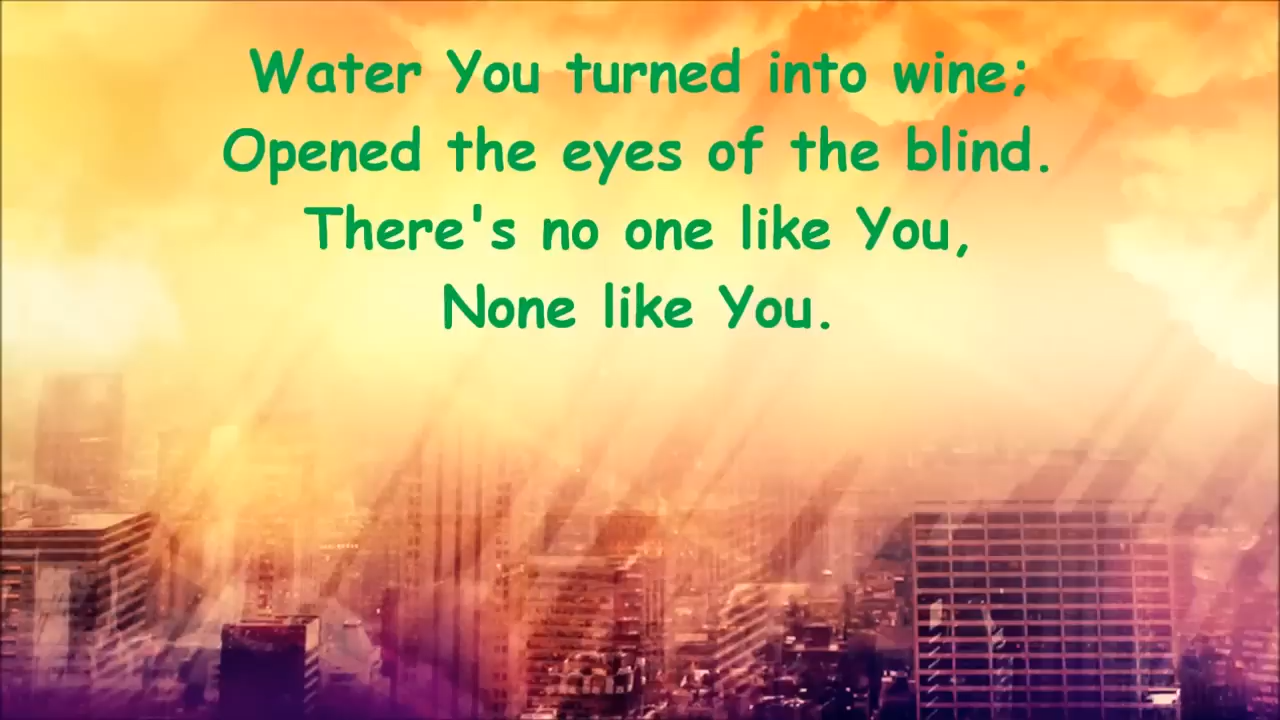 Water You turned into wine;
Opened the eyes of the blind.
There's no one like You,
None like You.